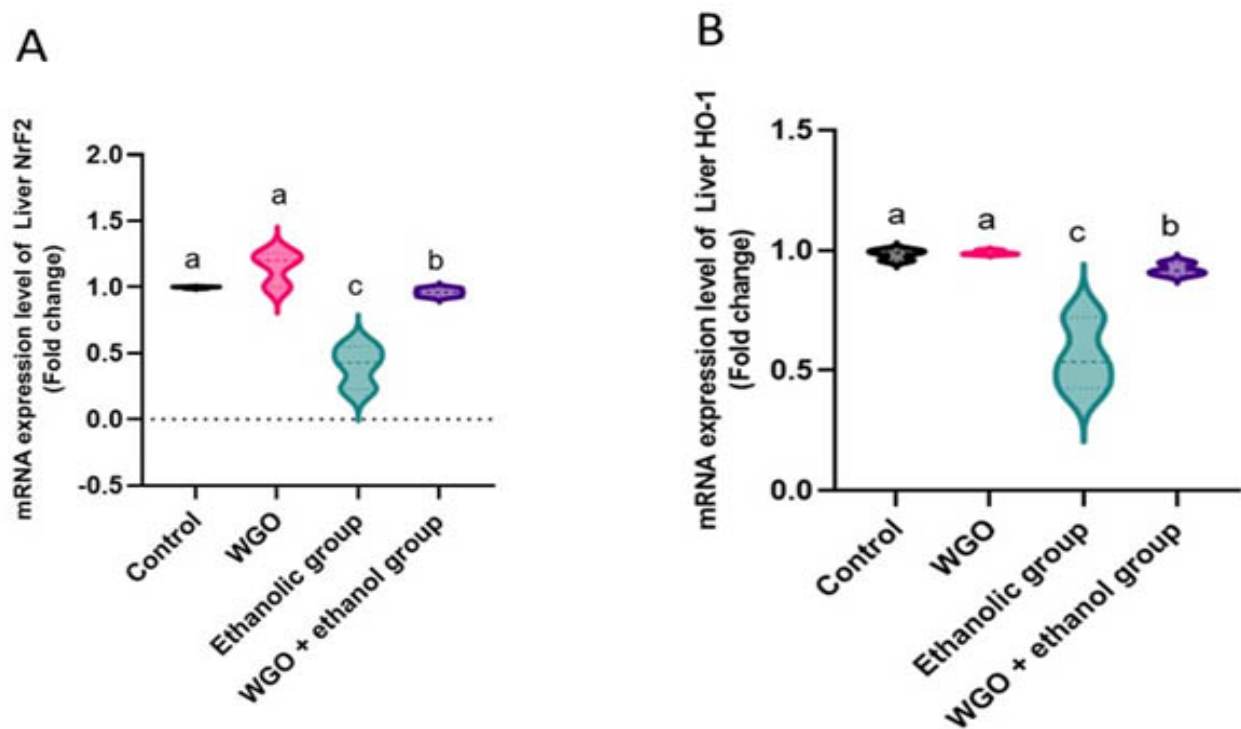 A
mRNA expression level of Liver NrF2
(Fold change)
2.0
1.5
1.0
0.5
0.0
-0.5
a
a
c
b
Control
WGO
Ethanolic group
WGO + ethanol group
B
mRNA expression level of Liver HO-1
(Fold change)
1.5
1.0
0.5
0.0
a
a
c
b
Control
WGO
Ethanolic group
WGO + ethanol group